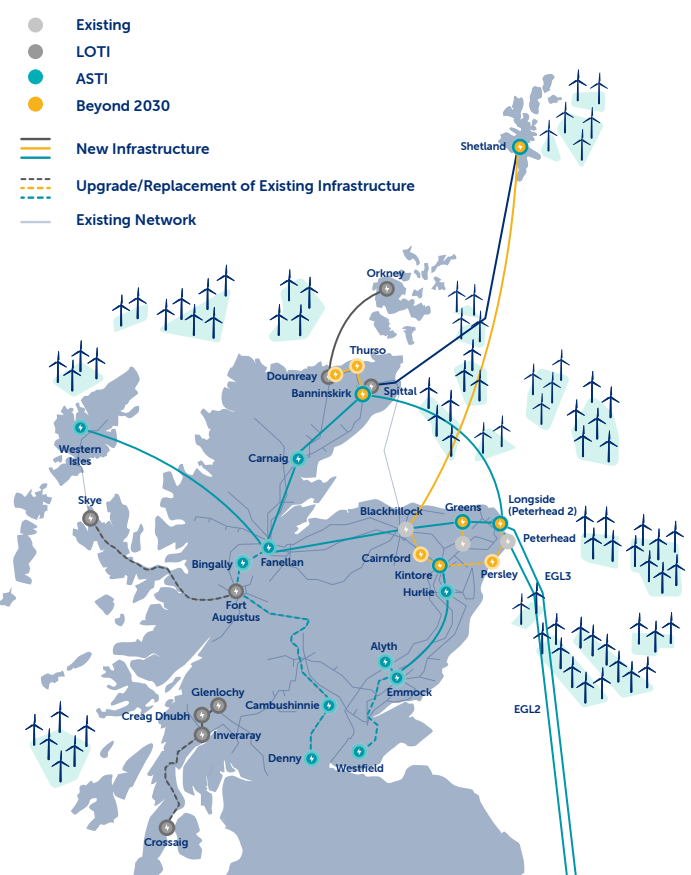 Existing
LOTI
ASTI
Beyond 2030
New Infrastructure
Upgrade/Replacement of Existing Infrastructure
Existing Network
Shetland
Orkney
Thurso
Dounreay
Banninskirk
Spittal
Western
Isles
Carnaig
Skye
Blackhillock
Greens
Longside
(Peterhead 2)
Peterhead
Bingally
Fanellan
Cairnford
Kintore
Persley
EGL3
Hurlie
Fort
Augustus
Alyth
Emmock
Glenlochy
Cambushinnie
Creag Dhubh
EGL2
Inveraray
Denny
Westfield
Crossaig